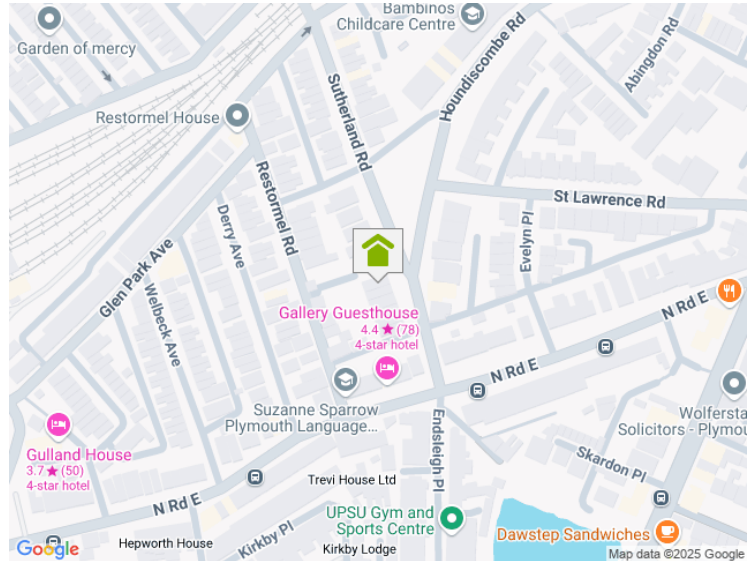 Bambinos
Childcare Centre
Garden of mercy
Abingdon Rd
Houndiscombe Rd
Sutherland Rd
Restormel House
Restormel Rd
St Lawrence Rd
Evelyn Pl
Derry Ave
Glen Park Ave
Welbeck Ave
Gallery Guesthouse
4.4 ★ (78)
4-star hotel
N Rd E
N Rd E
Suzanne Sparrow
Plymouth Language...
Wolfersta
Solicitors - Plymou
Endsleigh Pl
Gulland House
3.7 ★ (50)
4-star hotel
Skardon Pl
Trevi House Ltd
N Rd E
UPSU Gym and
Sports Centre
Dawstep Sandwiches
Kirkby Pl
Hepworth House
Kirkby Lodge
Google
Map data ©2025 Google